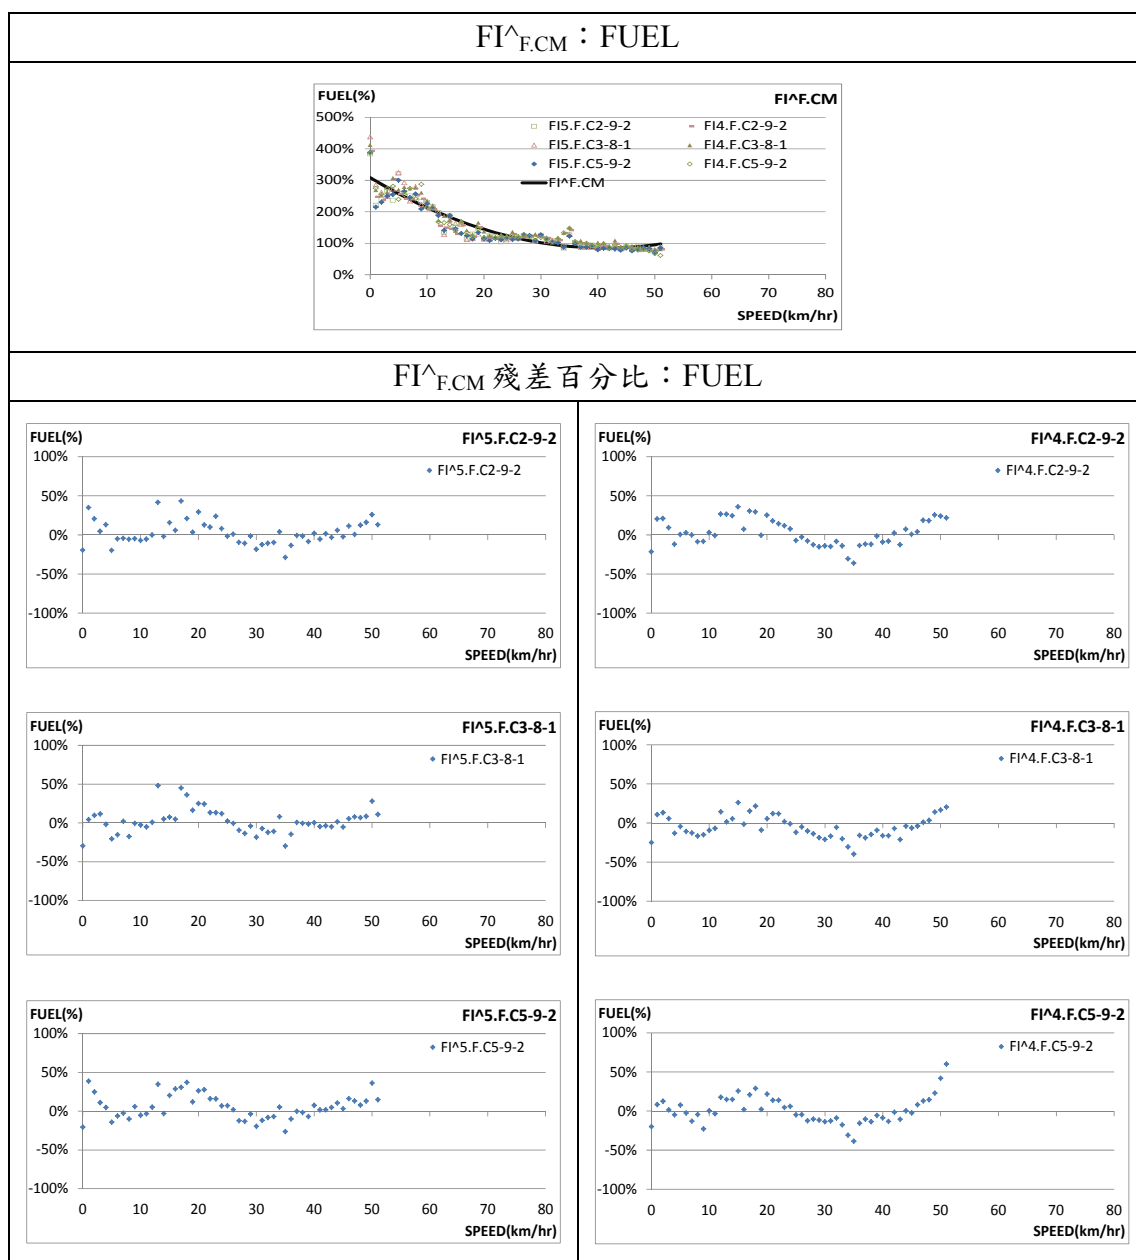 FI^F.CM：FUEL
FUEL(%) FI^F.CM
500%
FI5.F.C2-9-2 FI4.F.C2-9-2
400%
FI5.F.C3-8-1 FI4.F.C3-8-1
300%
FI5.F.C5-9-2 FI4.F.C5-9-2
FI^F.CM
200%
100%
0%
0 10 20 30 40 50 60 70 80
SPEED(km/hr)
FI^F.CM 殘差百分比：FUEL
FUEL(%) FI^5.F.C2-9-2
100%
FI^5.F.C2-9-2
50%
0%
-50%
-100%
0 10 20 30 40 50 60 70 80
SPEED(km/hr)
FUEL(%) FI^4.F.C2-9-2
100%
FI^4.F.C2-9-2
50%
0%
-50%
-100%
0 10 20 30 40 50 60 70 80
SPEED(km/hr)
FUEL(%) FI^5.F.C3-8-1
100%
FI^5.F.C3-8-1
50%
0%
-50%
-100%
0 10 20 30 40 50 60 70 80
SPEED(km/hr)
FUEL(%) FI^4.F.C3-8-1
100%
FI^4.F.C3-8-1
50%
0%
-50%
-100%
0 10 20 30 40 50 60 70 80
SPEED(km/hr)
FUEL(%) FI^5.F.C5-9-2
100%
FI^5.F.C5-9-2
50%
0%
-50%
-100%
0 10 20 30 40 50 60 70 80
SPEED(km/hr)
FUEL(%) FI^4.F.C5-9-2
100%
FI^4.F.C5-9-2
50%
0%
-50%
-100%
0 10 20 30 40 50 60 70 80
SPEED(km/hr)